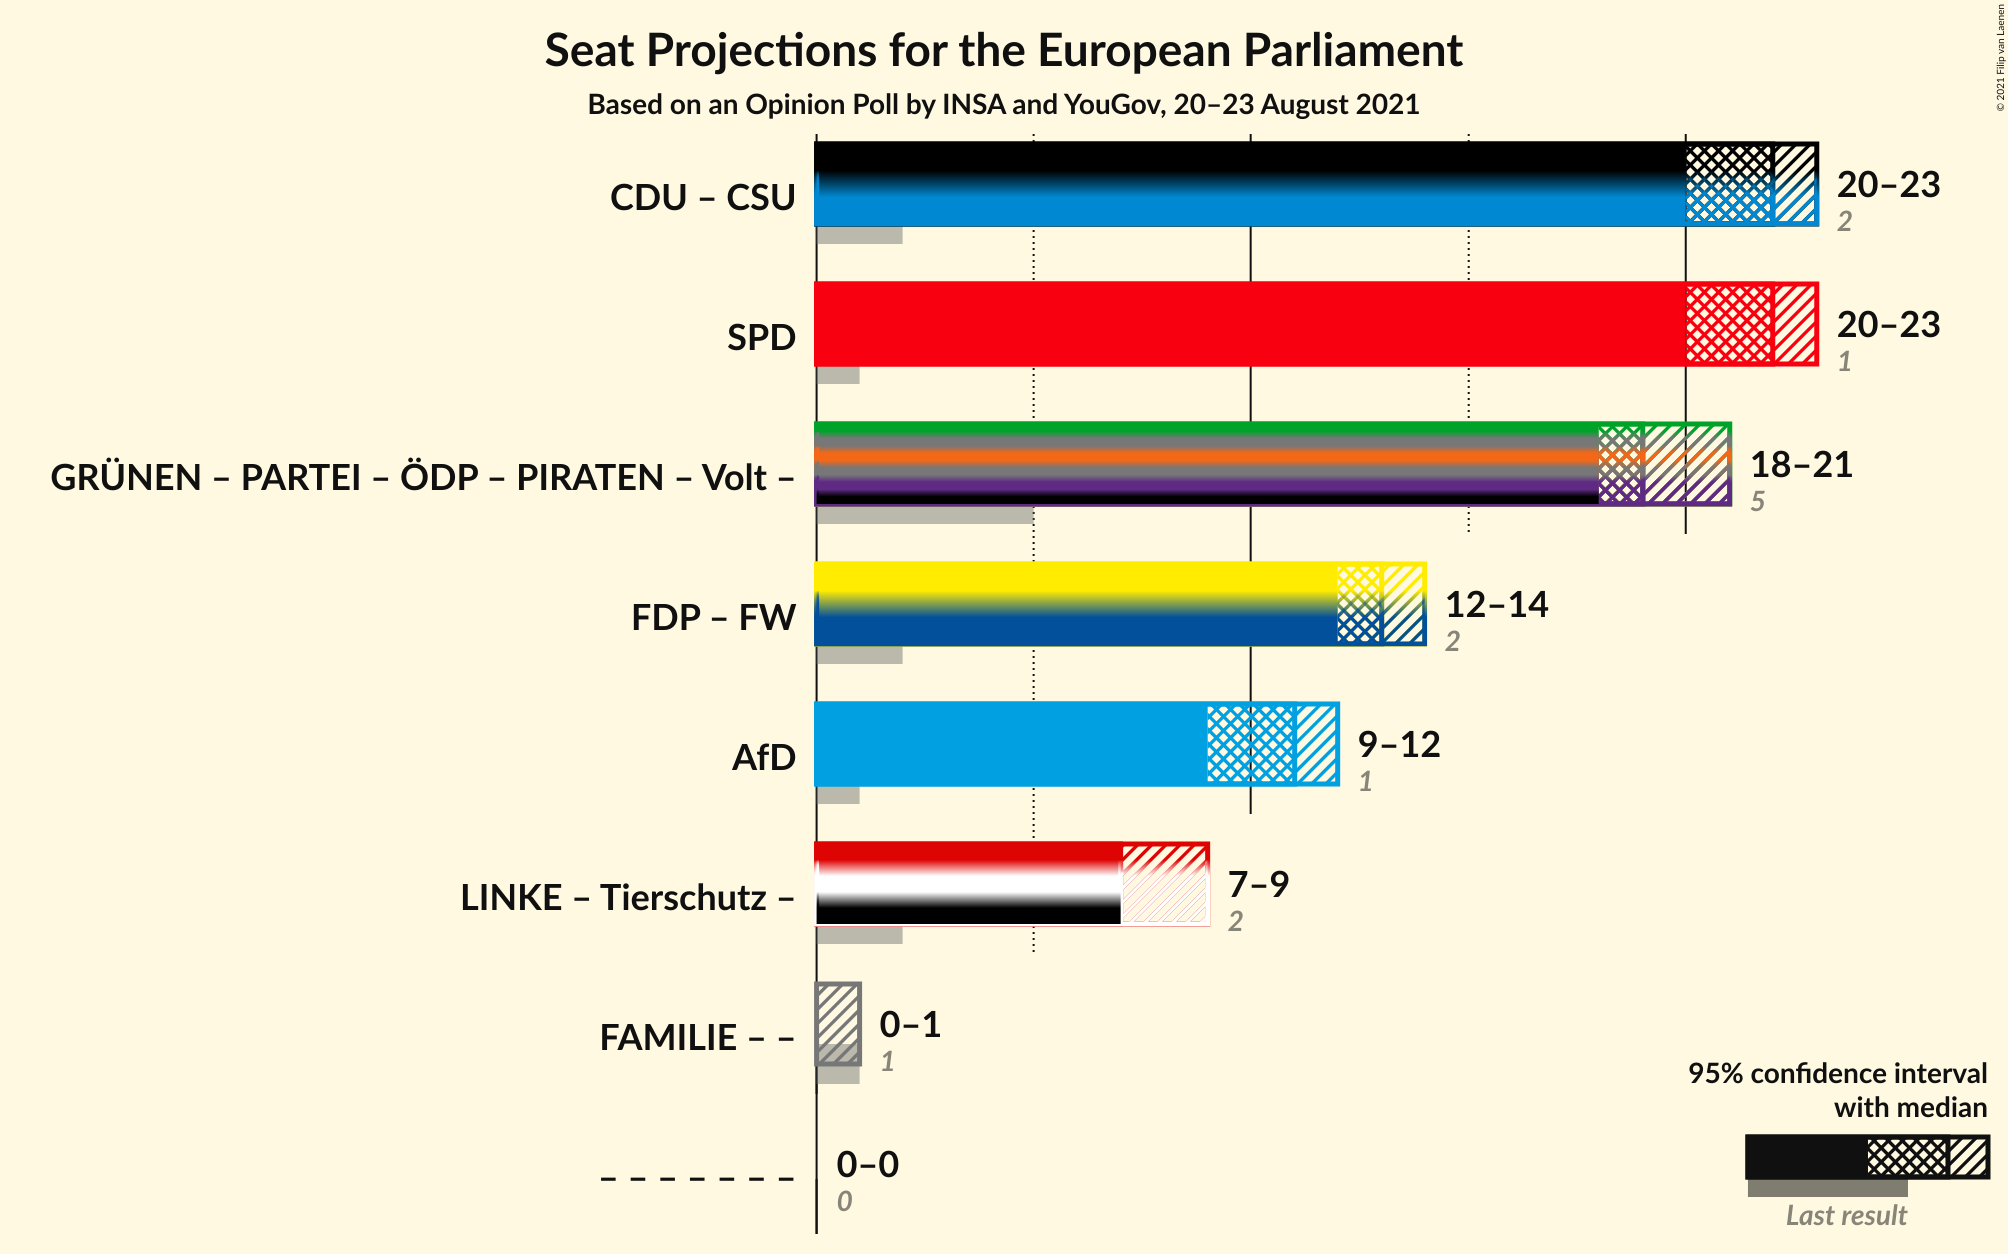 Seat Projections for the European Parliament
Based on an Opinion Poll by INSA and YouGov, 20–23 August 2021
© 2021 Filip van Laenen
CDU – CSU
20–23
2
SPD
20–23
1
GRÜNEN – PARTEI – ÖDP – PIRATEN – Volt –
18–21
5
FDP – FW
12–14
2
AfD
9–12
1
LINKE – Tierschutz –
7–9
2
FAMILIE – –
0–1
1
– – – – – – –
0–0
0
95% confidence interval
with median
Last result